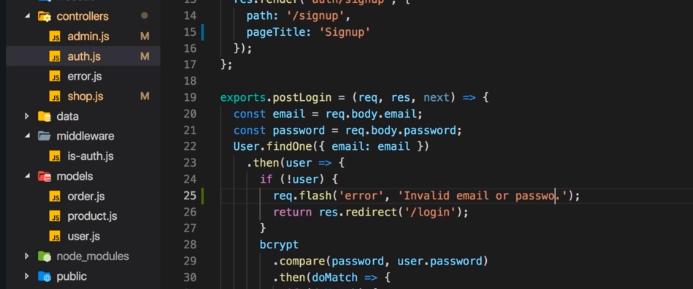 controllers
admin.js M
auth.js M
error.js
shop.js M
data
middleware
is-auth.js
models
order.js
product.js
user.js
node_modules
public
14 path: '/signup',
15 pageTitle: 'Signup'
16 });
17 };
18
19 exports.postLogin = (req, res, next) => {
20 const email = req.body.email;
21 const password = req.body.password;
22 User.findOne({ email: email })
23 .then(user => {
24 if (!user) {
25 req.flash('error', 'Invalid email or passwo.');
26 return res.redirect('/login');
27 }
28 bcrypt
29 .compare(password, user.password)
30 .then(doMatch => {